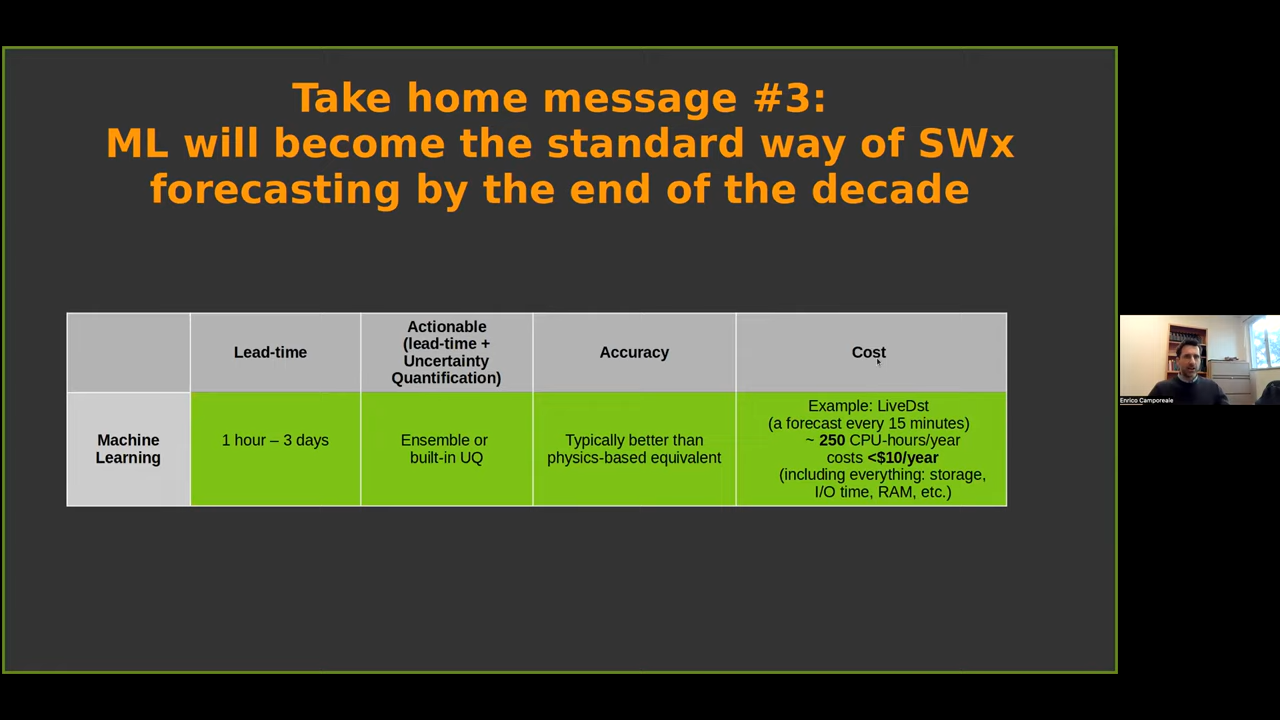 Take home message #3:
ML will become the standard way of SWx
forecasting by the end of the decade
Lead-time
Actionable
(lead-time +
Uncertainty
Quantification)
Accuracy
Cost
Machine
Learning
1 hour – 3 days
Ensemble or
built-in UQ
Typically better than
physics-based equivalent
Example: LiveDst
(a forecast every 15 minutes)
~ 250 CPU-hours/year
costs <$10/year
(including everything: storage,
I/O time, RAM, etc.)
Enrico Camporeale